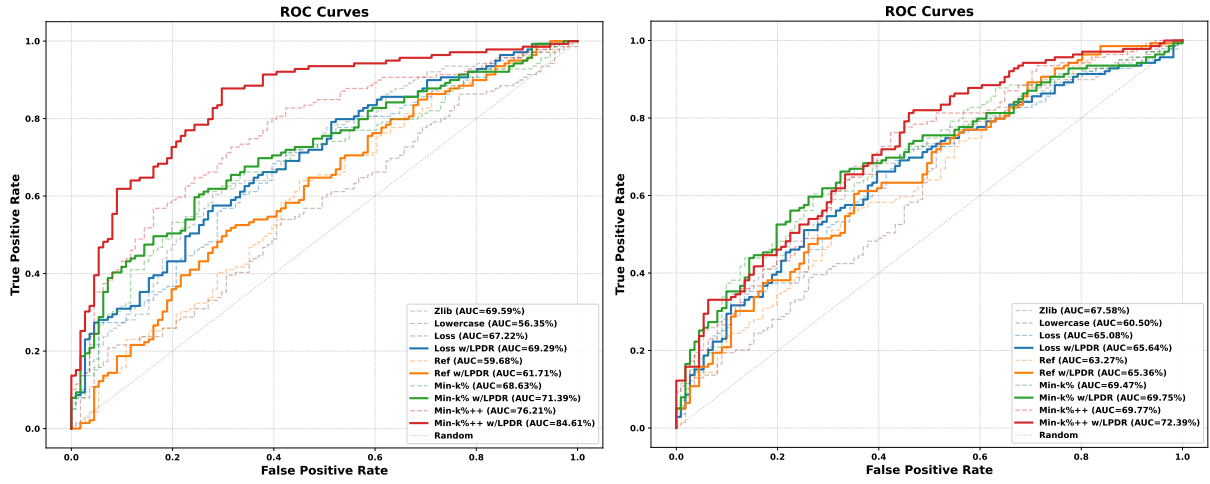 ROC Curves
True Positive Rate
1.0
0.8
0.6
0.4
0.2
0.0
Zlib (AUC=69.59%)
Lowercase (AUC=56.35%)
Loss (AUC=67.22%)
Loss w/LPDR (AUC=69.29%)
Ref (AUC=59.68%)
Ref w/LPDR (AUC=61.71%)
Min-k% (AUC=68.63%)
Min-k% w/LPDR (AUC=71.39%)
Min-k%++ (AUC=76.21%)
Min-k%++ w/LPDR (AUC=84.61%)
Random
0.0 0.2 0.4 0.6 0.8 1.0
False Positive Rate
ROC Curves
True Positive Rate
1.0
0.8
0.6
0.4
0.2
0.0
Zlib (AUC=67.58%)
Lowercase (AUC=60.50%)
Loss (AUC=65.08%)
Loss w/LPDR (AUC=65.64%)
Ref (AUC=63.27%)
Ref w/LPDR (AUC=65.36%)
Min-k% (AUC=69.47%)
Min-k% w/LPDR (AUC=69.75%)
Min-k%++ (AUC=69.77%)
Min-k%++ w/LPDR (AUC=72.39%)
Random
0.0 0.2 0.4 0.6 0.8 1.0
False Positive Rate